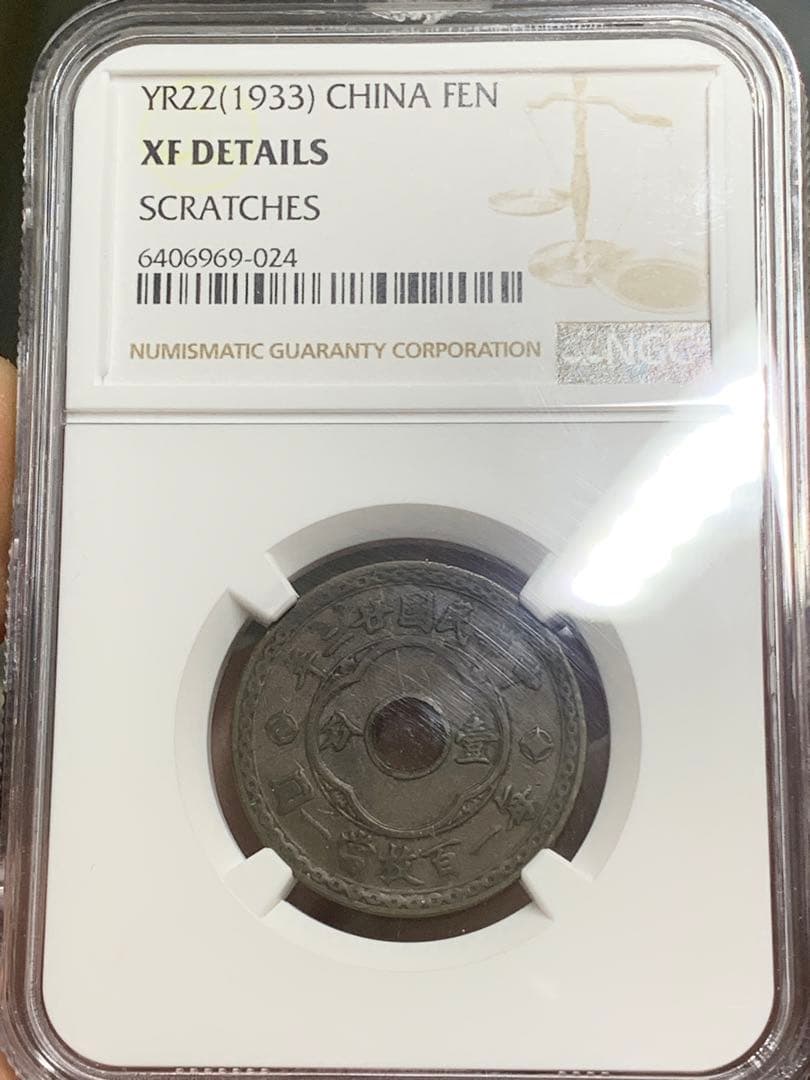 YR22(1933) CHINA FEN
XF DETAILS
SCRATCHES
6406969-024
NUMISMATIC GUARANTY CORPORATION
NGC
民國廿二年
壹分
每一百枚當一